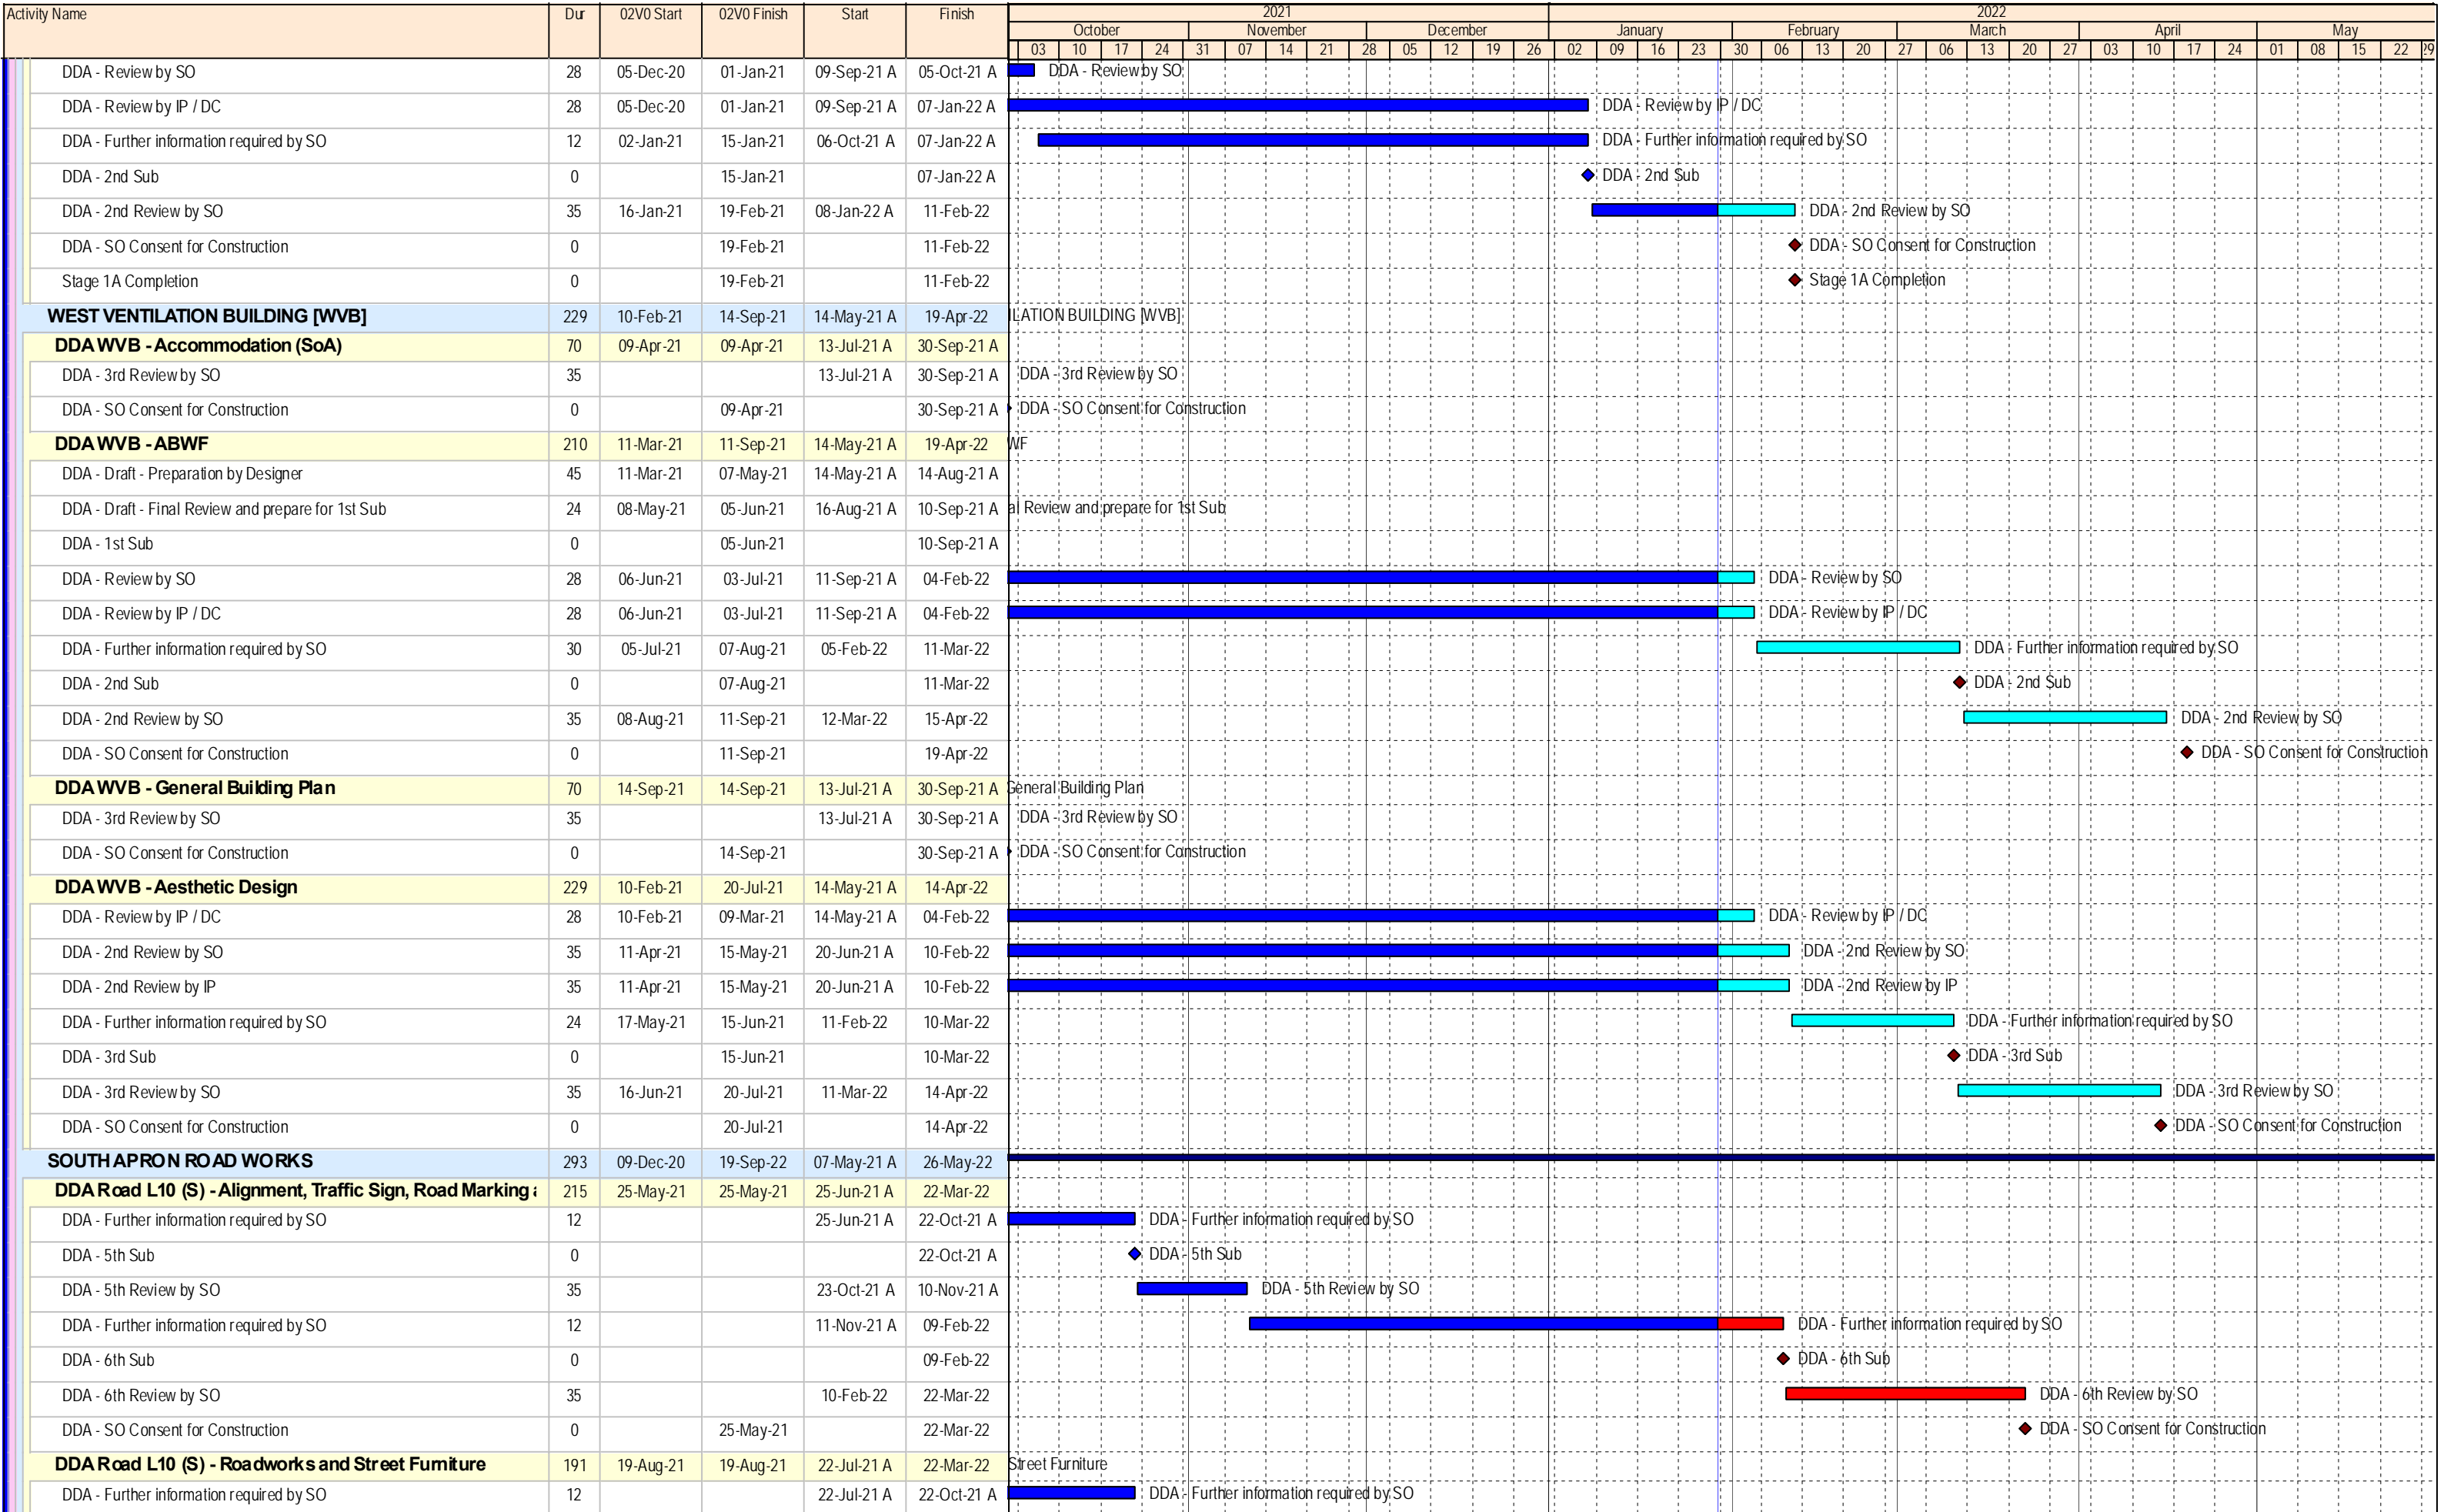 Activity Name Dur 02V0 Start 02V0 Finish Start Finish 2021 2022
October November December January February March April May
03 10 17 24 31 07 14 21 28 05 12 19 26 02 09 16 23 30 06 13 20 27 06 13 20 27 03 10 17 24 01 08 15 22 29
DDA - Review by SO 28 05-Dec-20 01-Jan-21 09-Sep-21 A 05-Oct-21 A DDA - Review by SO
DDA - Review by IP / DC 28 05-Dec-20 01-Jan-21 09-Sep-21 A 07-Jan-22 A DDA - Review by IP / DC
DDA - Further information required by SO 12 02-Jan-21 15-Jan-21 06-Oct-21 A 07-Jan-22 A DDA - Further information required by SO
DDA - 2nd Sub 0 15-Jan-21 07-Jan-22 A DDA - 2nd Sub
DDA - 2nd Review by SO 35 16-Jan-21 19-Feb-21 08-Jan-22 A 11-Feb-22 DDA - 2nd Review by SO
DDA - SO Consent for Construction 0 19-Feb-21 11-Feb-22 DDA - SO Consent for Construction
Stage 1A Completion 0 19-Feb-21 11-Feb-22 Stage 1A Completion
WEST VENTILATION BUILDING [WVB] 229 10-Feb-21 14-Sep-21 14-May-21 A 19-Apr-22 ILATION BUILDING [WVB]
DDA WVB - Accommodation (SoA) 70 09-Apr-21 09-Apr-21 13-Jul-21 A 30-Sep-21 A
DDA - 3rd Review by SO 35 13-Jul-21 A 30-Sep-21 A DDA - 3rd Review by SO
DDA - SO Consent for Construction 0 09-Apr-21 30-Sep-21 A DDA - SO Consent for Construction
DDA WVB - ABWF 210 11-Mar-21 11-Sep-21 14-May-21 A 19-Apr-22 WF
DDA - Draft - Preparation by Designer 45 11-Mar-21 07-May-21 14-May-21 A 14-Aug-21 A
DDA - Draft - Final Review and prepare for 1st Sub 24 08-May-21 05-Jun-21 16-Aug-21 A 10-Sep-21 A al Review and prepare for 1st Sub
DDA - 1st Sub 0 05-Jun-21 10-Sep-21 A
DDA - Review by SO 28 06-Jun-21 03-Jul-21 11-Sep-21 A 04-Feb-22 DDA - Review by SO
DDA - Review by IP / DC 28 06-Jun-21 03-Jul-21 11-Sep-21 A 04-Feb-22 DDA - Review by IP / DC
DDA - Further information required by SO 30 05-Jul-21 07-Aug-21 05-Feb-22 11-Mar-22 DDA - Further information required by SO
DDA - 2nd Sub 0 07-Aug-21 11-Mar-22 DDA - 2nd Sub
DDA - 2nd Review by SO 35 08-Aug-21 11-Sep-21 12-Mar-22 15-Apr-22 DDA - 2nd Review by SO
DDA - SO Consent for Construction 0 11-Sep-21 19-Apr-22 DDA - SO Consent for Construction
DDA WVB - General Building Plan 70 14-Sep-21 14-Sep-21 13-Jul-21 A 30-Sep-21 A General Building Plan
DDA - 3rd Review by SO 35 13-Jul-21 A 30-Sep-21 A DDA - 3rd Review by SO
DDA - SO Consent for Construction 0 14-Sep-21 30-Sep-21 A DDA - SO Consent for Construction
DDA WVB - Aesthetic Design 229 10-Feb-21 20-Jul-21 14-May-21 A 14-Apr-22
DDA - Review by IP / DC 28 10-Feb-21 09-Mar-21 14-May-21 A 04-Feb-22 DDA - Review by IP / DC
DDA - 2nd Review by SO 35 11-Apr-21 15-May-21 20-Jun-21 A 10-Feb-22 DDA - 2nd Review by SO
DDA - 2nd Review by IP 35 11-Apr-21 15-May-21 20-Jun-21 A 10-Feb-22 DDA - 2nd Review by IP
DDA - Further information required by SO 24 17-May-21 15-Jun-21 11-Feb-22 10-Mar-22 DDA - Further information required by SO
DDA - 3rd Sub 0 15-Jun-21 10-Mar-22 DDA - 3rd Sub
DDA - 3rd Review by SO 35 16-Jun-21 20-Jul-21 11-Mar-22 14-Apr-22 DDA - 3rd Review by SO
DDA - SO Consent for Construction 0 20-Jul-21 14-Apr-22 DDA - SO Consent for Construction
SOUTH APRON ROAD WORKS 293 09-Dec-20 19-Sep-22 07-May-21 A 26-May-22
DDA Road L10 (S) - Alignment, Traffic Sign, Road Marking 215 25-May-21 25-May-21 25-Jun-21 A 22-Mar-22
DDA - Further information required by SO 12 25-Jun-21 A 22-Oct-21 A DDA - Further information required by SO
DDA - 5th Sub 0 22-Oct-21 A DDA - 5th Sub
DDA - 5th Review by SO 35 23-Oct-21 A 10-Nov-21 A DDA - 5th Review by SO
DDA - Further information required by SO 12 11-Nov-21 A 09-Feb-22 DDA - Further information required by SO
DDA - 6th Sub 0 09-Feb-22 DDA - 6th Sub
DDA - 6th Review by SO 35 10-Feb-22 22-Mar-22 DDA - 6th Review by SO
DDA - SO Consent for Construction 0 25-May-21 22-Mar-22 DDA - SO Consent for Construction
DDA Road L10 (S) - Roadworks and Street Furniture 191 19-Aug-21 19-Aug-21 22-Jul-21 A 22-Mar-22 Street Furniture
DDA - Further information required by SO 12 22-Jul-21 A 22-Oct-21 A DDA - Further information required by SO